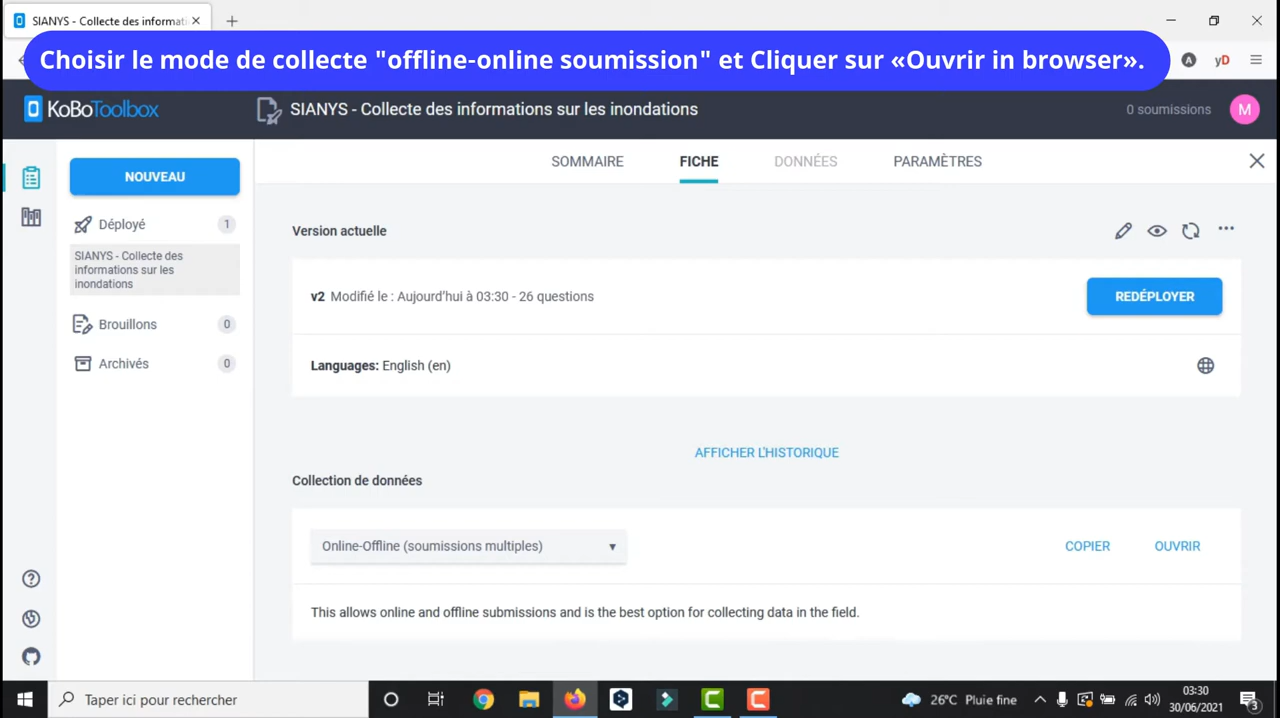 SIANYS - Collecte des informati
Choisir le mode de collecte "offline-online soumission" et Cliquer sur «Ouvrir in browser».
A
yD
KoBoToolbox
SIANYS - Collecte des informations sur les inondations
0 soumissions
M
NOUVEAU
SOMMAIRE
FICHE
DONNÉES
PARAMÈTRES
Déployé
1
SIANYS - Collecte des
informations sur les
inondations
Brouillons
0
Archivés
0
Version actuelle
v2 Modifié le : Aujourd'hui à 03:30 - 26 questions
REDÉPLOYER
Languages: English (en)
AFFICHER L'HISTORIQUE
Collection de données
Online-Offline (soumissions multiples)
COPIER
OUVRIR
This allows online and offline submissions and is the best option for collecting data in the field.
Taper ici pour rechercher
26°C Pluie fine
03:30
30/06/2021
3